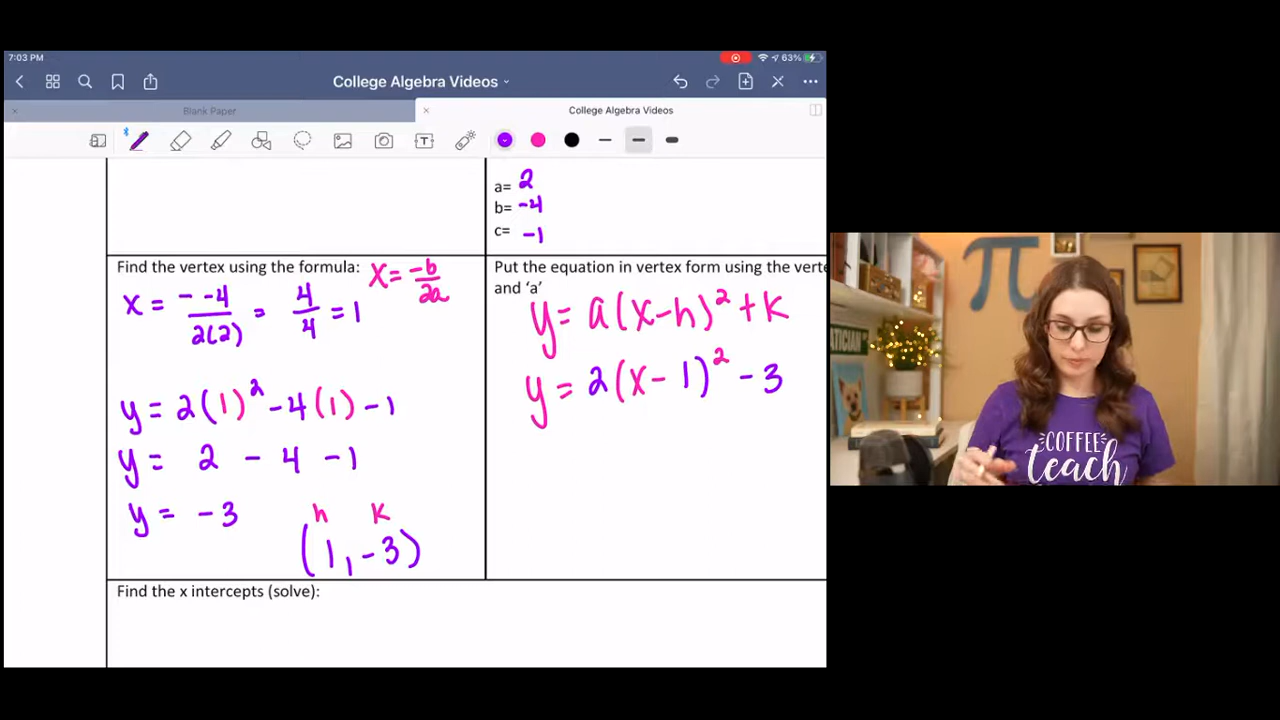 7:03 PM
63%
College Algebra Videos
Blank Paper
College Algebra Videos
a= 2
b= -4
c= -1
Find the vertex using the formula: x = -b/2a
x = - -4/2(2) = 4/4 = 1
y = 2(1)² -4(1) -1
y = 2 - 4 -1
y = -3
h k
(1, -3)
Put the equation in vertex form using the verte
and ‘a’
y = a(x-h)² + k
y = 2(x - 1)² - 3
Find the x intercepts (solve):
COFFEE
teach